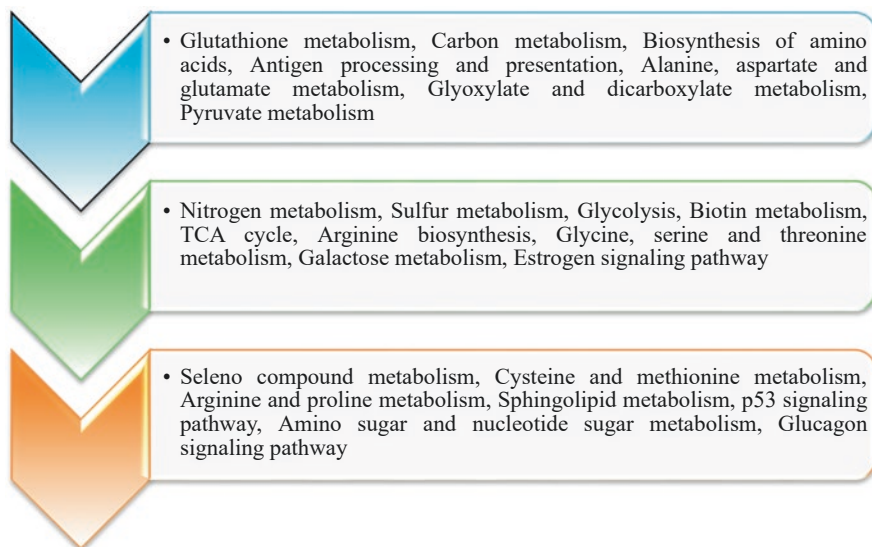 • Glutathione metabolism, Carbon metabolism, Biosynthesis of amino
acids, Antigen processing and presentation, Alanine, aspartate and
glutamate metabolism, Glyoxylate and dicarboxylate metabolism,
Pyruvate metabolism
• Nitrogen metabolism, Sulfur metabolism, Glycolysis, Biotin metabolism,
TCA cycle, Arginine biosynthesis, Glycine, serine and threonine
metabolism, Galactose metabolism, Estrogen signaling pathway
• Seleno compound metabolism, Cysteine and methionine metabolism,
Arginine and proline metabolism, Sphingolipid metabolism, p53 signaling
pathway, Amino sugar and nucleotide sugar metabolism, Glucagon
signaling pathway